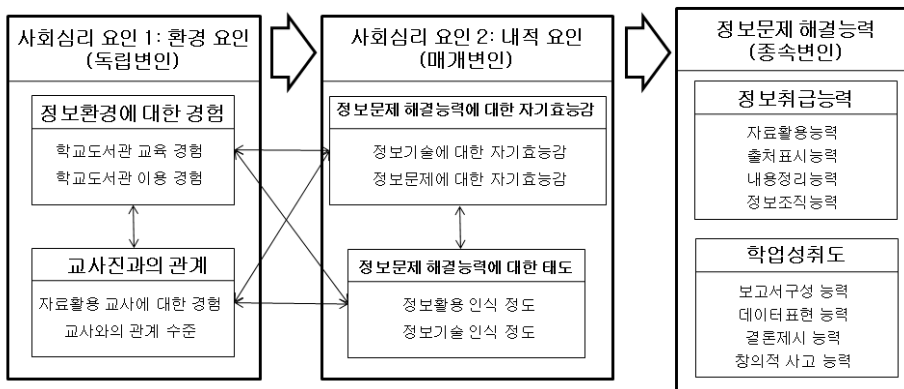 사회심리 요인 1: 환경 요인
(독립변인)
정보환경에 대한 경험
학교도서관 교육 경험
학교도서관 이용 경험
교사진과의 관계
자료활용 교사에 대한 경험
교사와의 관계 수준
사회심리 요인 2: 내적 요인
(매개변인)
정보문제 해결능력에 대한 자기효능감
정보기술에 대한 자기효능감
정보문제에 대한 자기효능감
정보문제 해결능력에 대한 태도
정보활용 인식 정도
정보기술 인식 정도
정보문제 해결능력
(종속변인)
정보취급능력
자료활용능력
출처표시능력
내용정리능력
정보조직능력
학업성취도
보고서구성 능력
데이터표현 능력
결론제시 능력
창의적 사고 능력